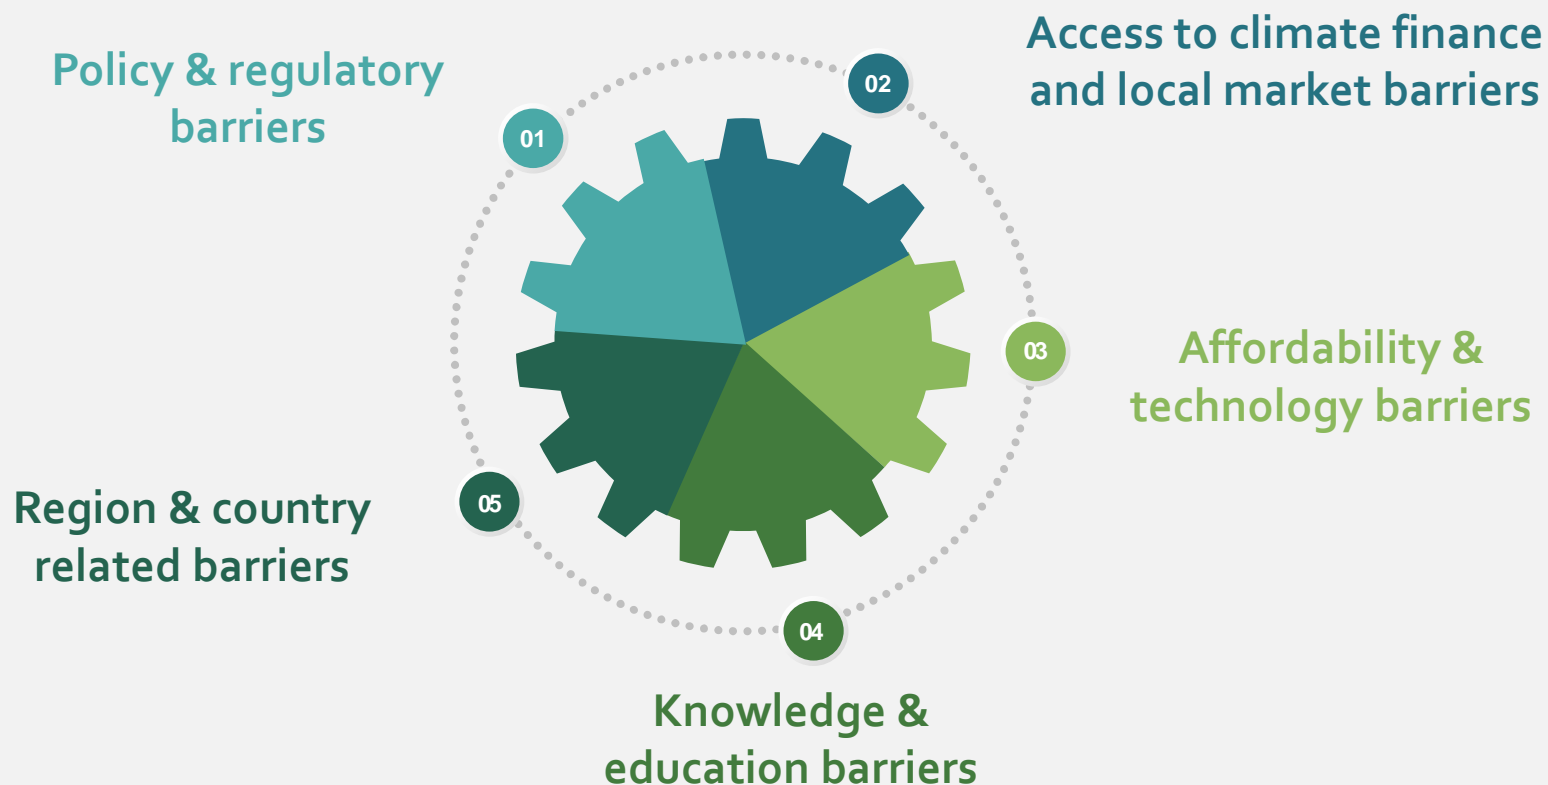 Policy & regulatory
barriers
01
Access to climate finance
and local market barriers
02
Affordability &
technology barriers
03
Knowledge &
education barriers
04
Region & country
related barriers
05